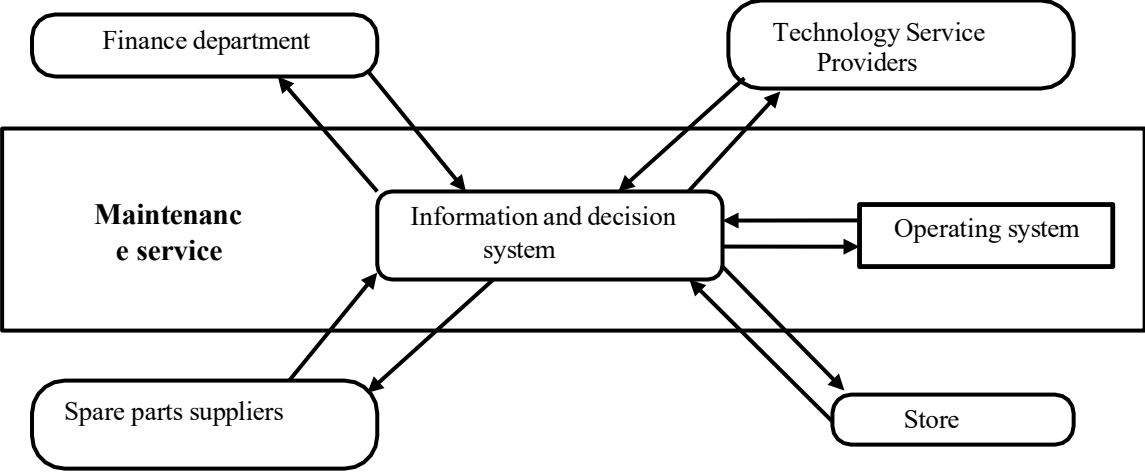 Finance department
Technology Service
Providers
Maintenanc
e service
Information and decision
system
Operating system
Spare parts suppliers
Store